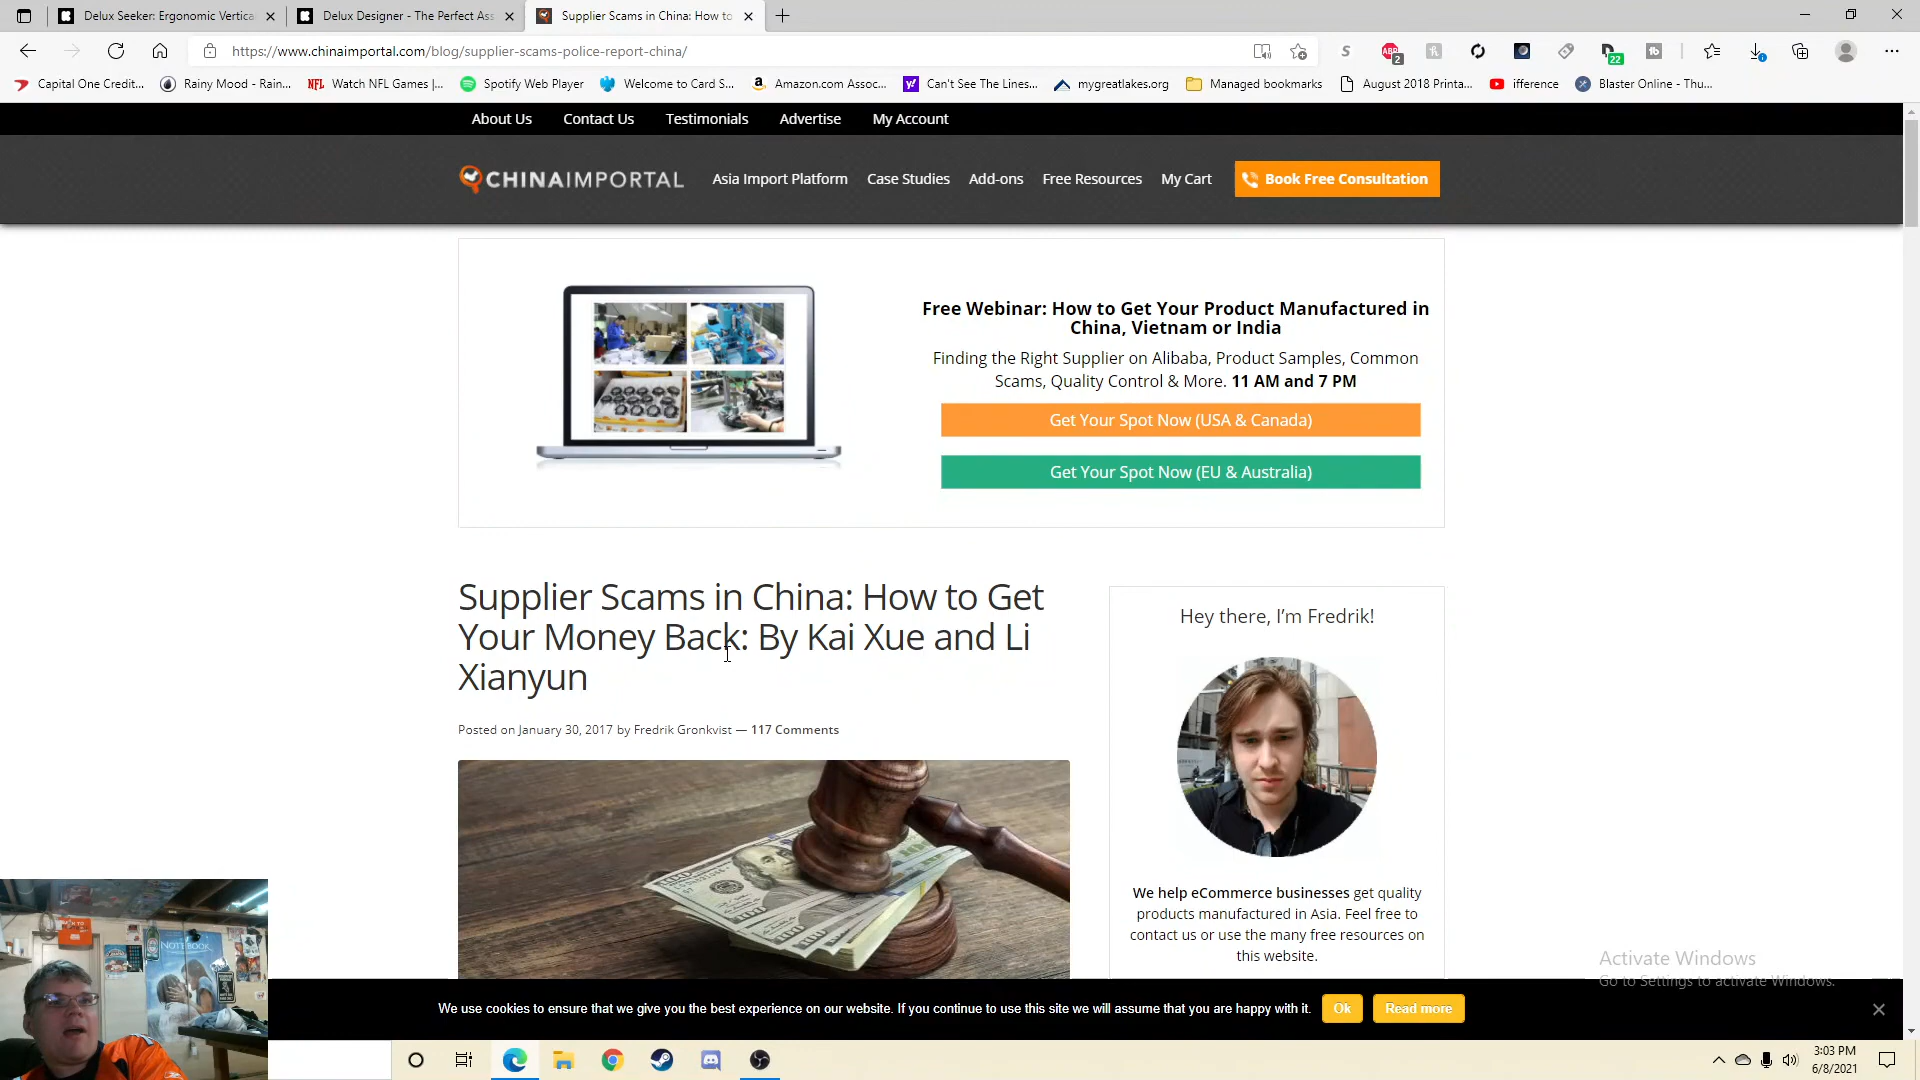 Delux Seeker: Ergonomic Vertica
Delux Designer - The Perfect Ass
Supplier Scams in China: How to
https://www.chinaimportal.com/blog/supplier-scams-police-report-china/
2
22
Capital One Credit...
Rainy Mood - Rain...
NFL
Watch NFL Games |...
Spotify Web Player
Welcome to Card S...
Amazon.com Assoc...
Can't See The Lines...
mygreatlakes.org
Managed bookmarks
August 2018 Printa...
ifference
Blaster Online - Thu...
About Us
Contact Us
Testimonials
Advertise
My Account
CHINAIMPORTAL
Asia Import Platform
Case Studies
Add-ons
Free Resources
My Cart
Book Free Consultation
Free Webinar: How to Get Your Product Manufactured in
China, Vietnam or India
Finding the Right Supplier on Alibaba, Product Samples, Common
Scams, Quality Control & More. 11 AM and 7 PM
Get Your Spot Now (USA & Canada)
Get Your Spot Now (EU & Australia)
Supplier Scams in China: How to Get
Your Money Back: By Kai Xue and Li
Xianyun
Posted on January 30, 2017 by Fredrik Gronkvist — 117 Comments
Hey there, I'm Fredrik!
We help eCommerce businesses get quality
products manufactured in Asia. Feel free to
contact us or use the many free resources on
this website.
NOTEBOOK
Activate Windows
Go to Settings to activate Windows.
We use cookies to ensure that we give you the best experience on our website. If you continue to use this site we will assume that you are happy with it.
Ok
Read more
3:03 PM
6/8/2021